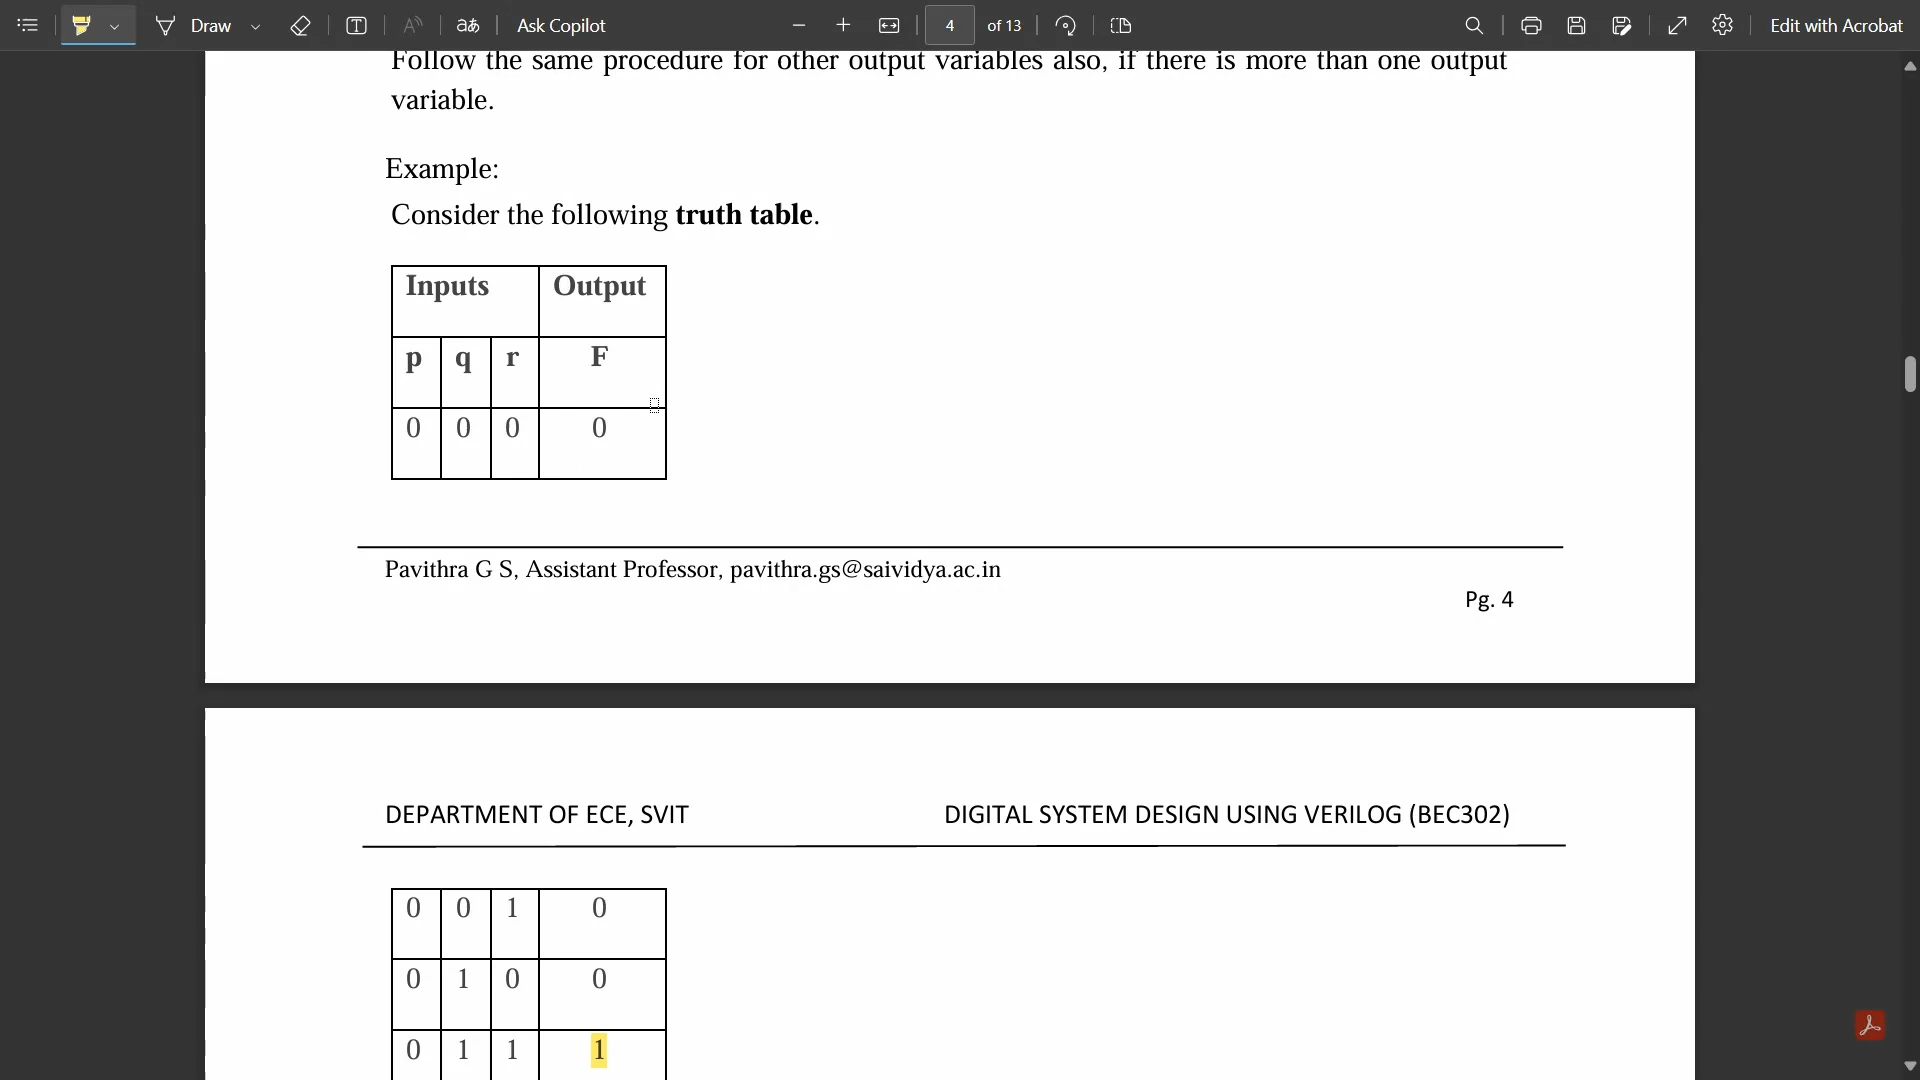 Draw
Ask Copilot
4 of 13
Edit with Acrobat
Follow the same procedure for other output variables also, if there is more than one output
variable.
Example:
Consider the following truth table.
Inputs Output
p q r F
0 0 0 0
Pavithra G S, Assistant Professor, pavithra.gs@saividya.ac.in
Pg. 4
DEPARTMENT OF ECE, SVIT DIGITAL SYSTEM DESIGN USING VERILOG (BEC302)
0 0 1 0
0 1 0 0
0 1 1 1